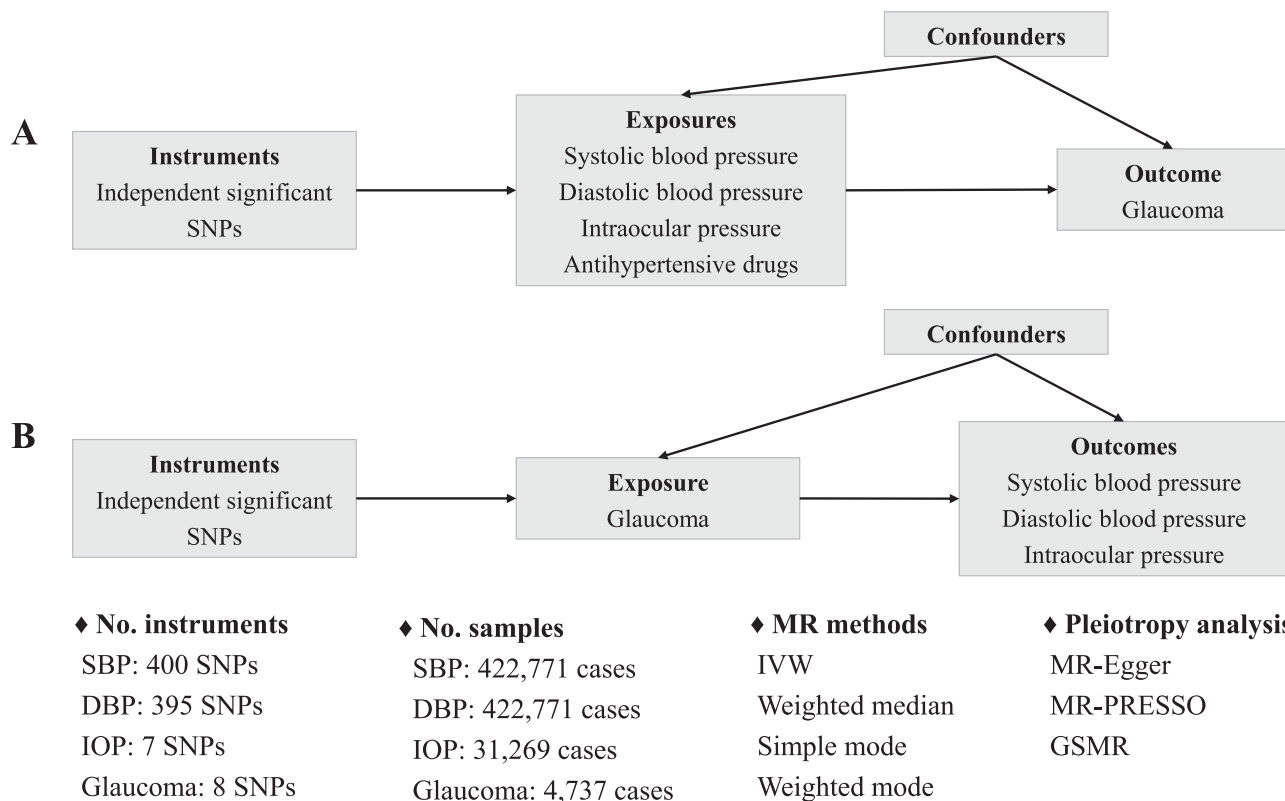 A
Confounders
Instruments
Independent significant
SNPs
Exposures
Systolic blood pressure
Diastolic blood pressure
Intraocular pressure
Antihypertensive drugs
Outcome
Glaucoma
B
Confounders
Instruments
Independent significant
SNPs
Exposure
Glaucoma
Outcomes
Systolic blood pressure
Diastolic blood pressure
Intraocular pressure
♦ No. instruments
SBP: 400 SNPs
DBP: 395 SNPs
IOP: 7 SNPs
Glaucoma: 8 SNPs
♦ No. samples
SBP: 422,771 cases
DBP: 422,771 cases
IOP: 31,269 cases
Glaucoma: 4,737 cases
♦ MR methods
IVW
Weighted median
Simple mode
Weighted mode
♦ Pleiotropy analysis
MR-Egger
MR-PRESSO
GSMR